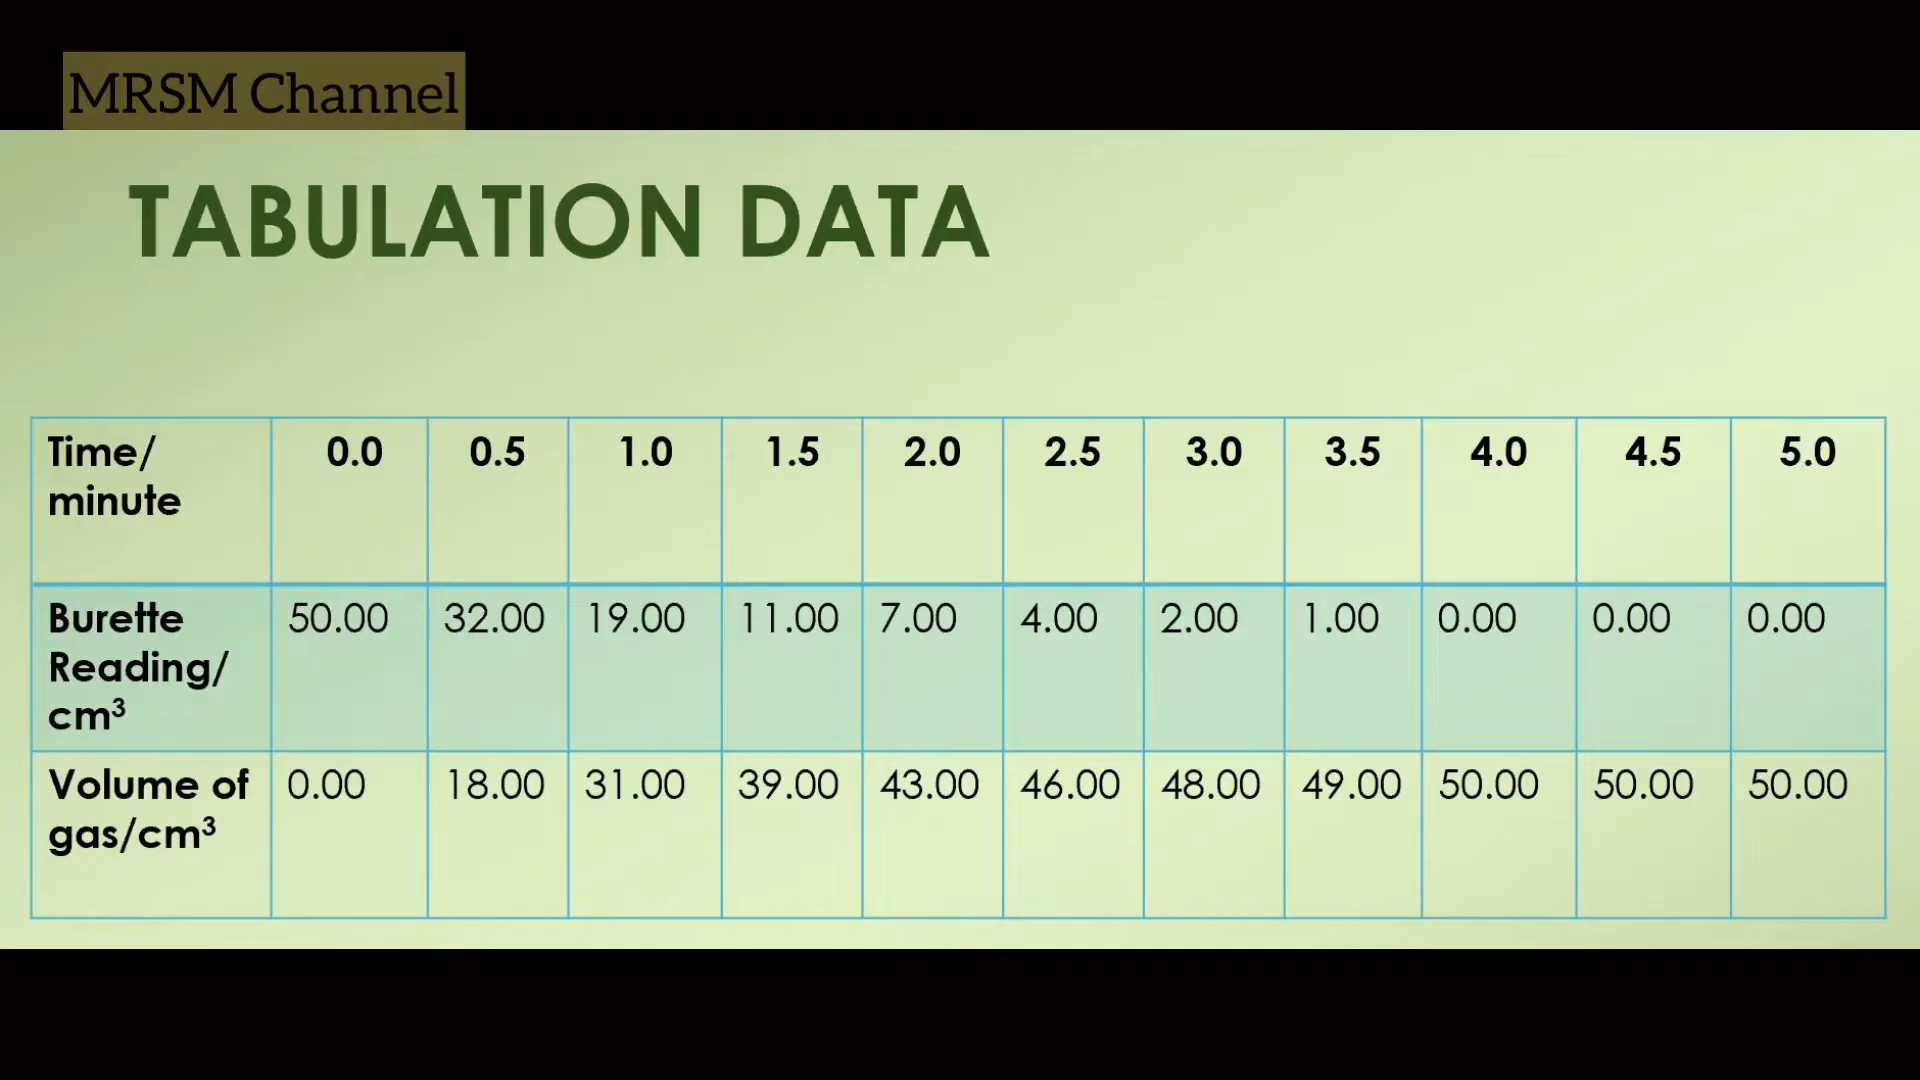 MRSM Channel
TABULATION DATA
Time/ 0.0 0.5 1.0 1.5 2.0 2.5 3.0 3.5 4.0 4.5 5.0
minute
Burette 50.00 32.00 19.00 11.00 7.00 4.00 2.00 1.00 0.00 0.00 0.00
Reading/
cm³
Volume of 0.00 18.00 31.00 39.00 43.00 46.00 48.00 49.00 50.00 50.00 50.00
gas/cm³